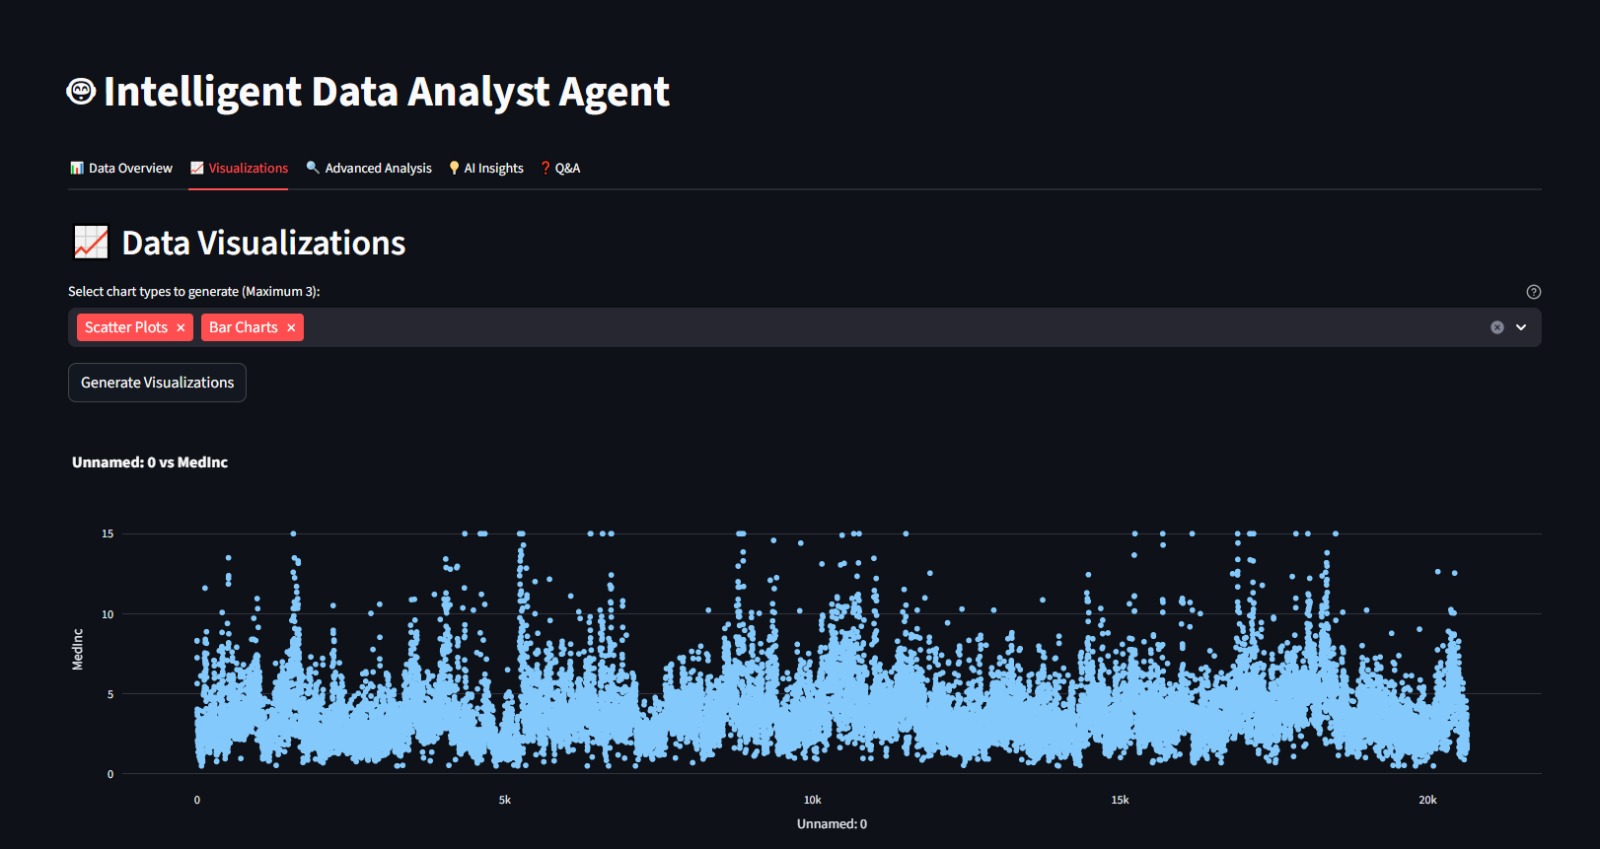 Intelligent Data Analyst Agent
Data Overview Visualizations Advanced Analysis AI Insights Q&A
Data Visualizations
Select chart types to generate (Maximum 3):
Scatter Plots × Bar Charts ×
Generate Visualizations
Unnamed: 0 vs MedInc
15
10
5
0
MedInc
0 5k 10k 15k 20k
Unnamed: 0